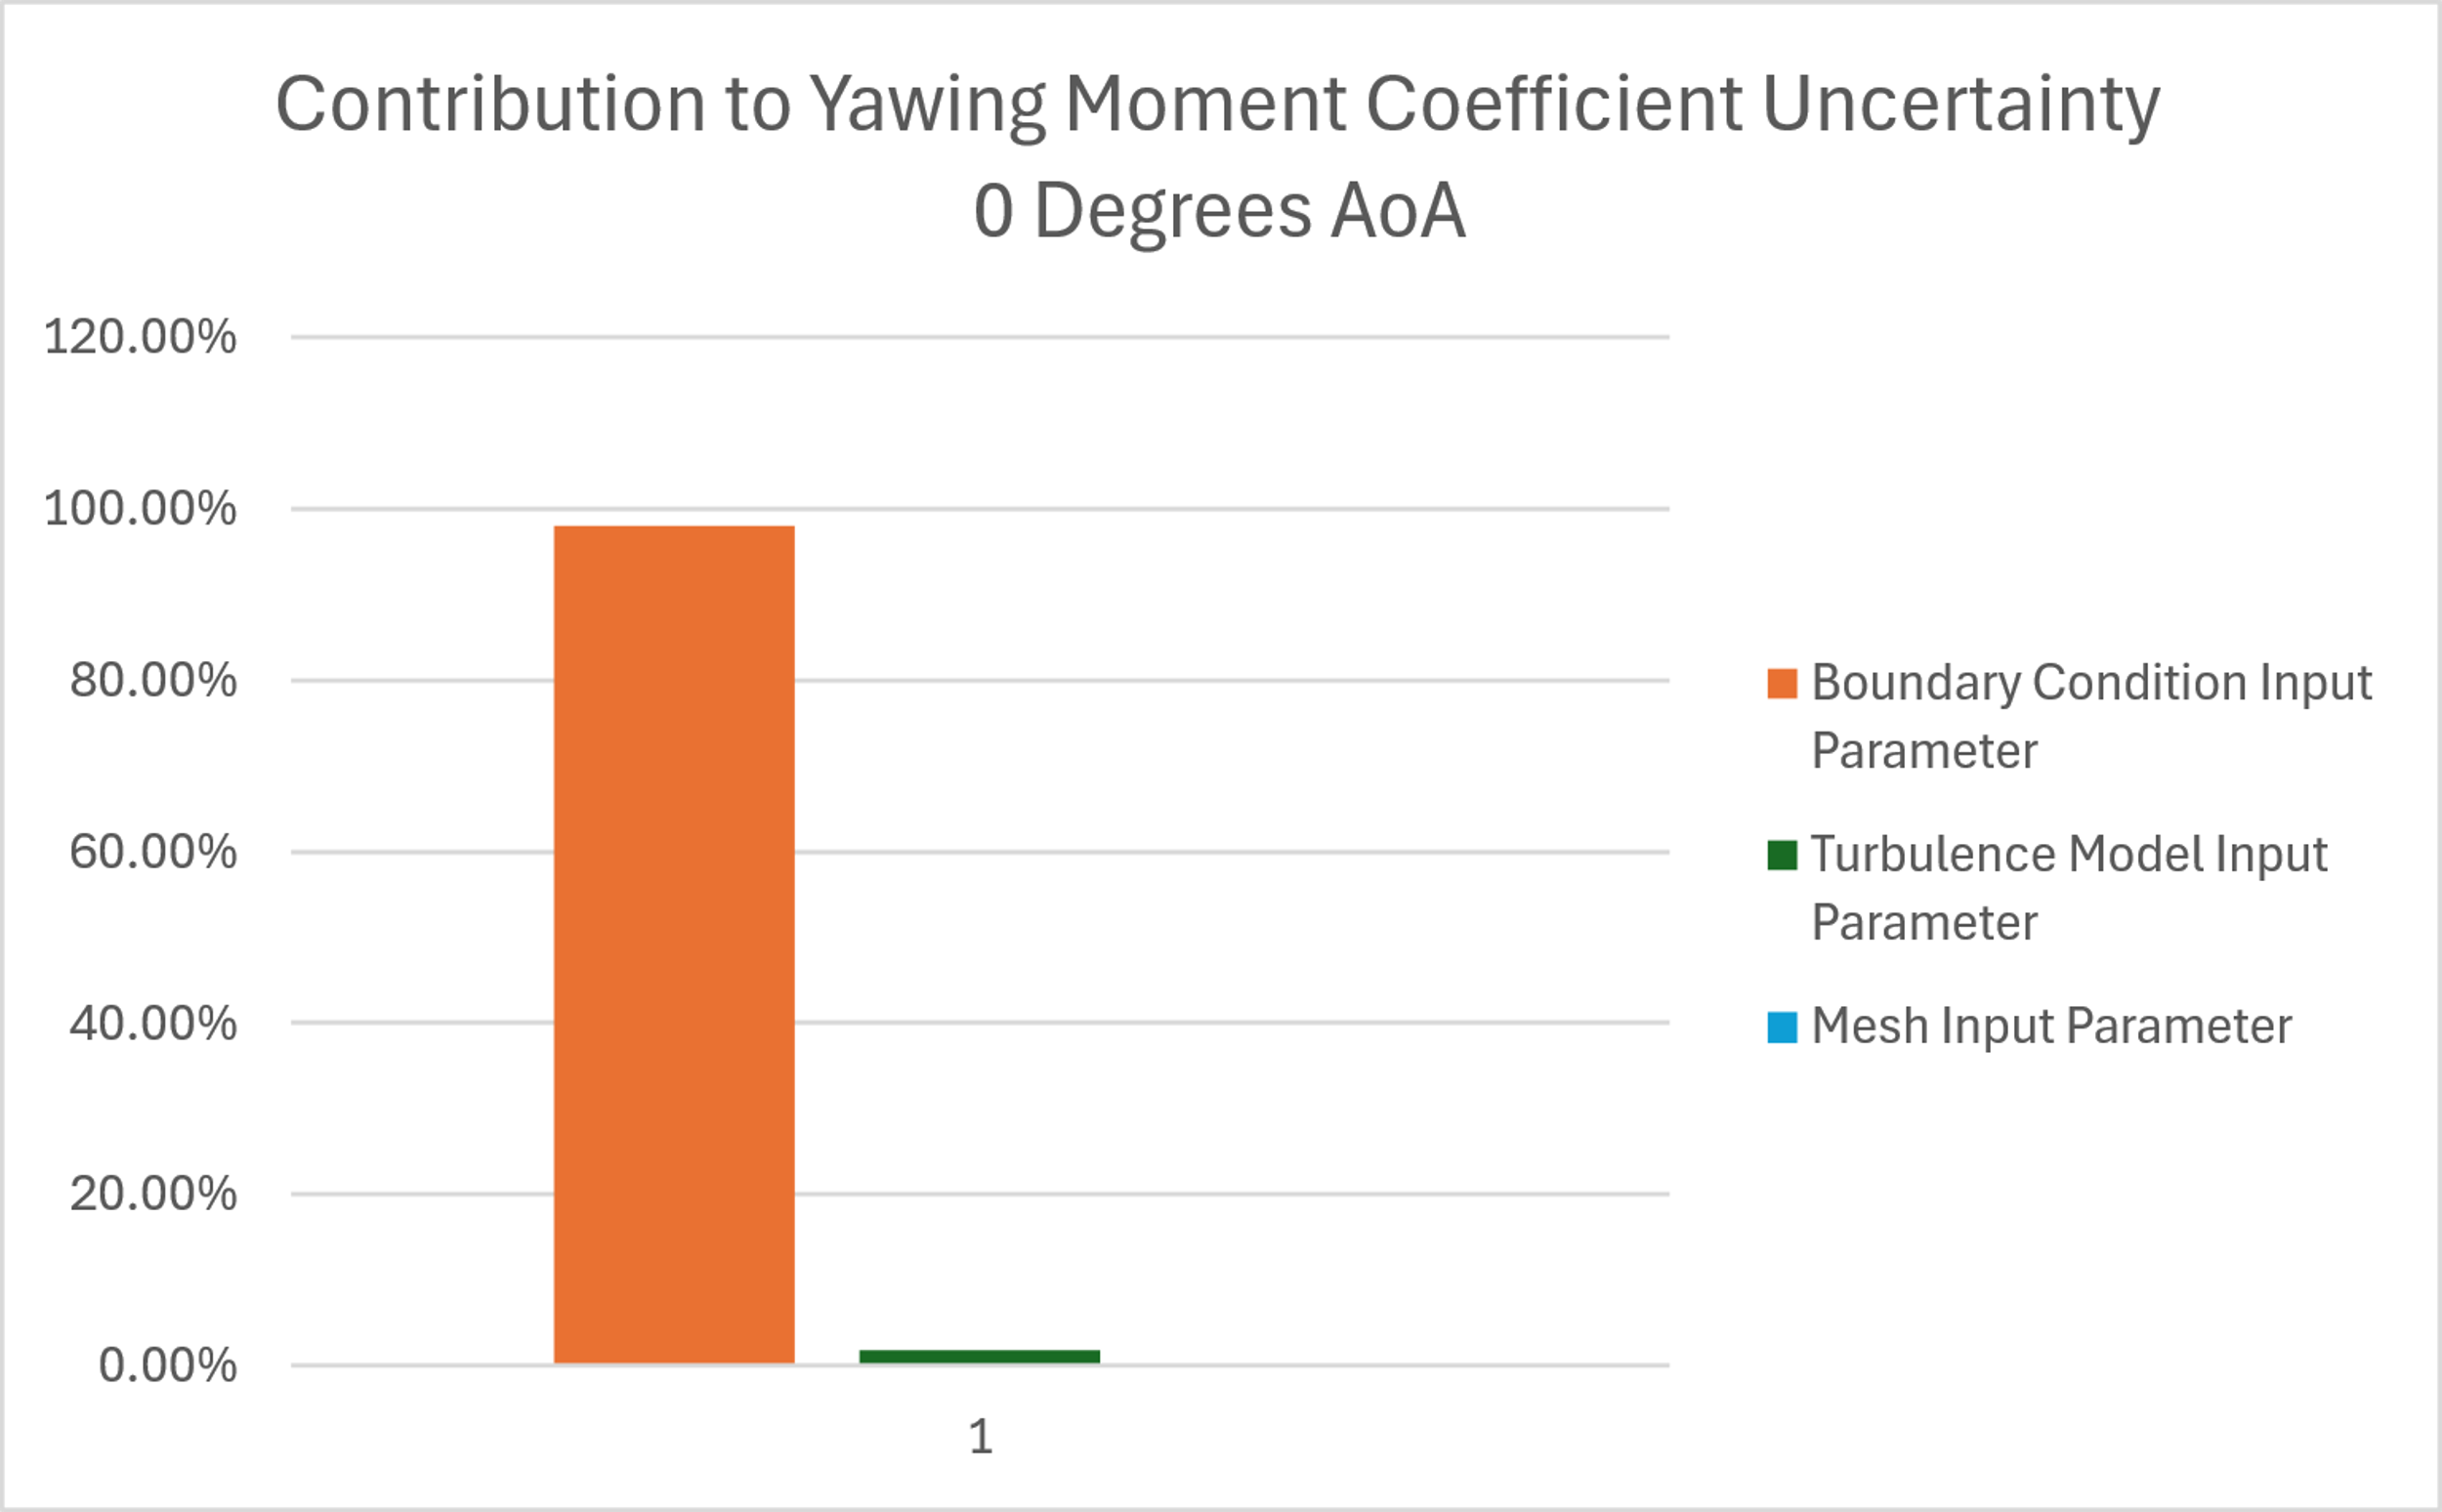 Contribution to Yawing Moment Coefficient Uncertainty
0 Degrees AoA
120.00%
100.00%
80.00%
60.00%
40.00%
20.00%
0.00%
1
Boundary Condition Input
Parameter
Turbulence Model Input
Parameter
Mesh Input Parameter